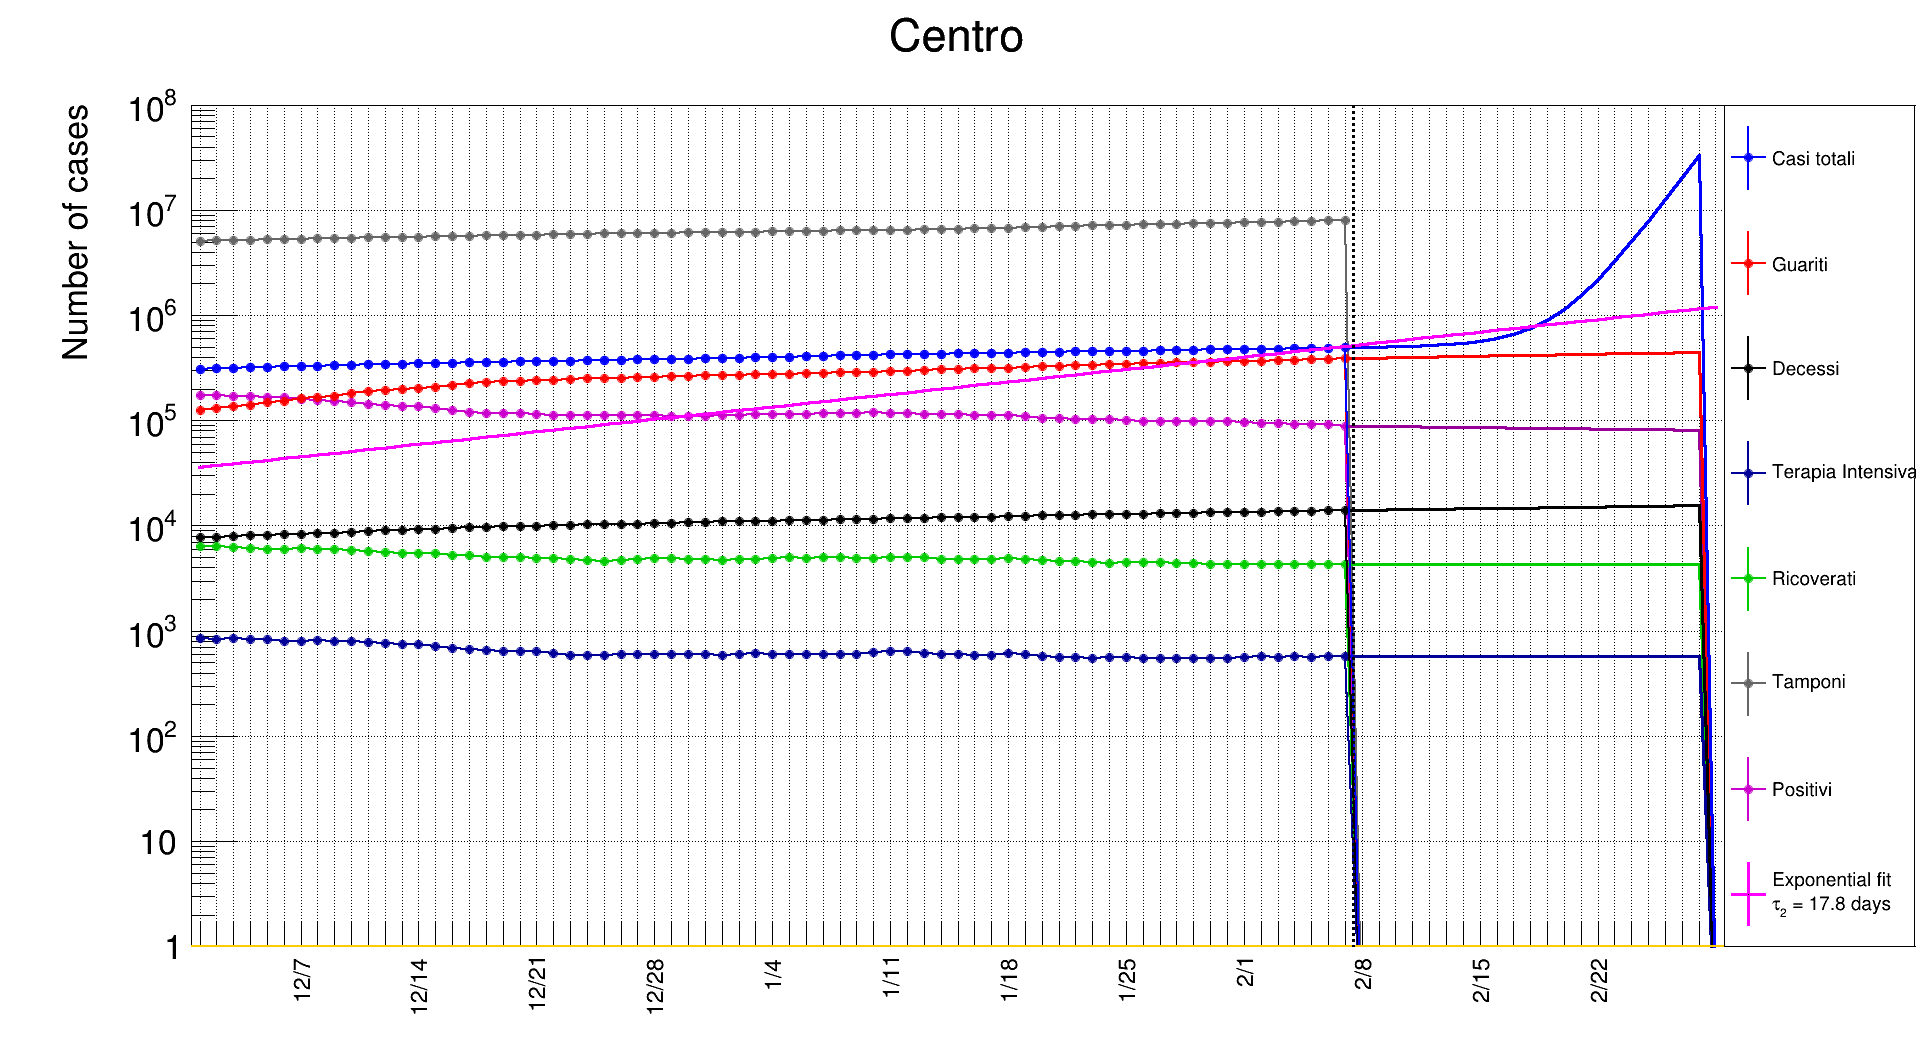 Centro
Number of cases
10^8
10^7
10^6
10^5
10^4
10^3
10^2
10
1
12/7
12/14
12/21
12/28
1/4
1/11
1/18
1/25
2/1
2/8
2/15
2/22
Casi totali
Guariti
Decessi
Terapia Intensiva
Ricoverati
Tamponi
Positivi
Exponential fit
τ₂ = 17.8 days